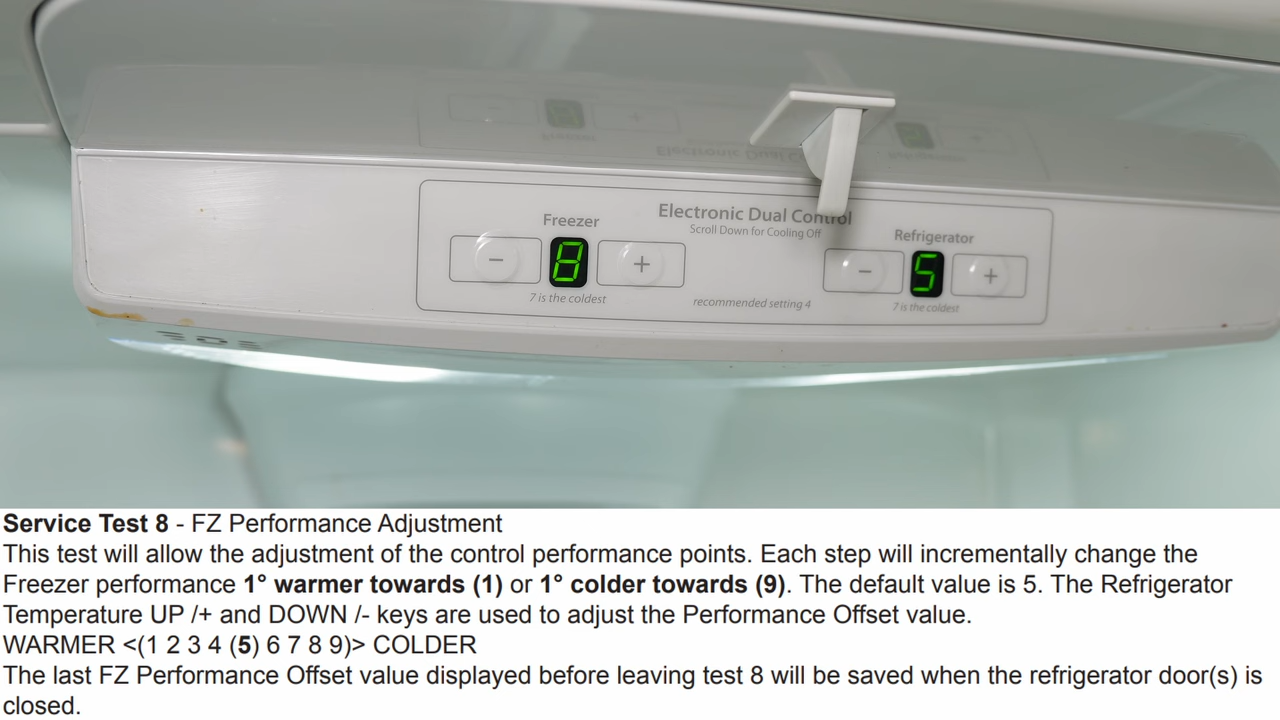 Electronic Dual Control
Freezer
Scroll Down for Cooling Off
Refrigerator
− 8 +
− 5 +
7 is the coldest
recommended setting 4
7 is the coldest
Service Test 8 - FZ Performance Adjustment
This test will allow the adjustment of the control performance points. Each step will incrementally change the
Freezer performance 1° warmer towards (1) or 1° colder towards (9). The default value is 5. The Refrigerator
Temperature UP /+ and DOWN /- keys are used to adjust the Performance Offset value.
WARMER <(1 2 3 4 (5) 6 7 8 9)> COLDER
The last FZ Performance Offset value displayed before leaving test 8 will be saved when the refrigerator door(s) is
closed.